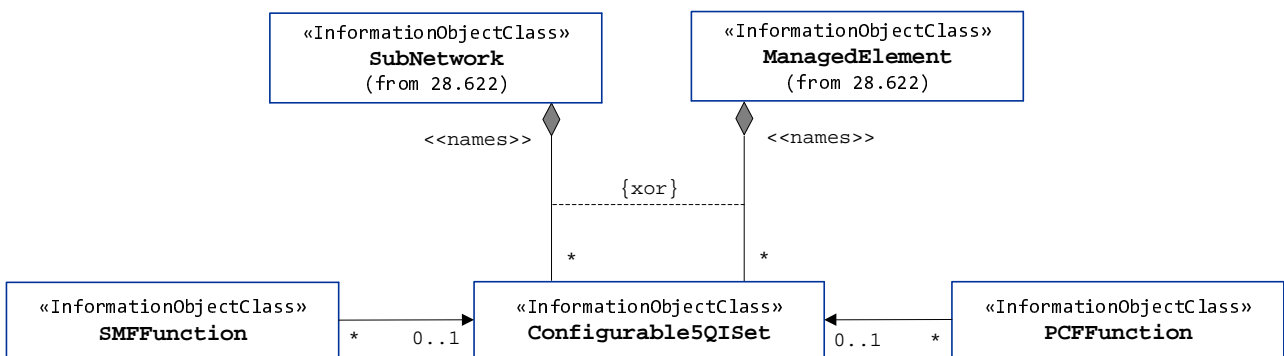 «InformationObjectClass»
SubNetwork
(from 28.622)
«InformationObjectClass»
ManagedElement
(from 28.622)
<<names>>
<<names>>
{xor}
*
*
«InformationObjectClass»
SMFFunction
*
0..1
«InformationObjectClass»
Configurable5QISet
0..1
*
«InformationObjectClass»
PCFFunction